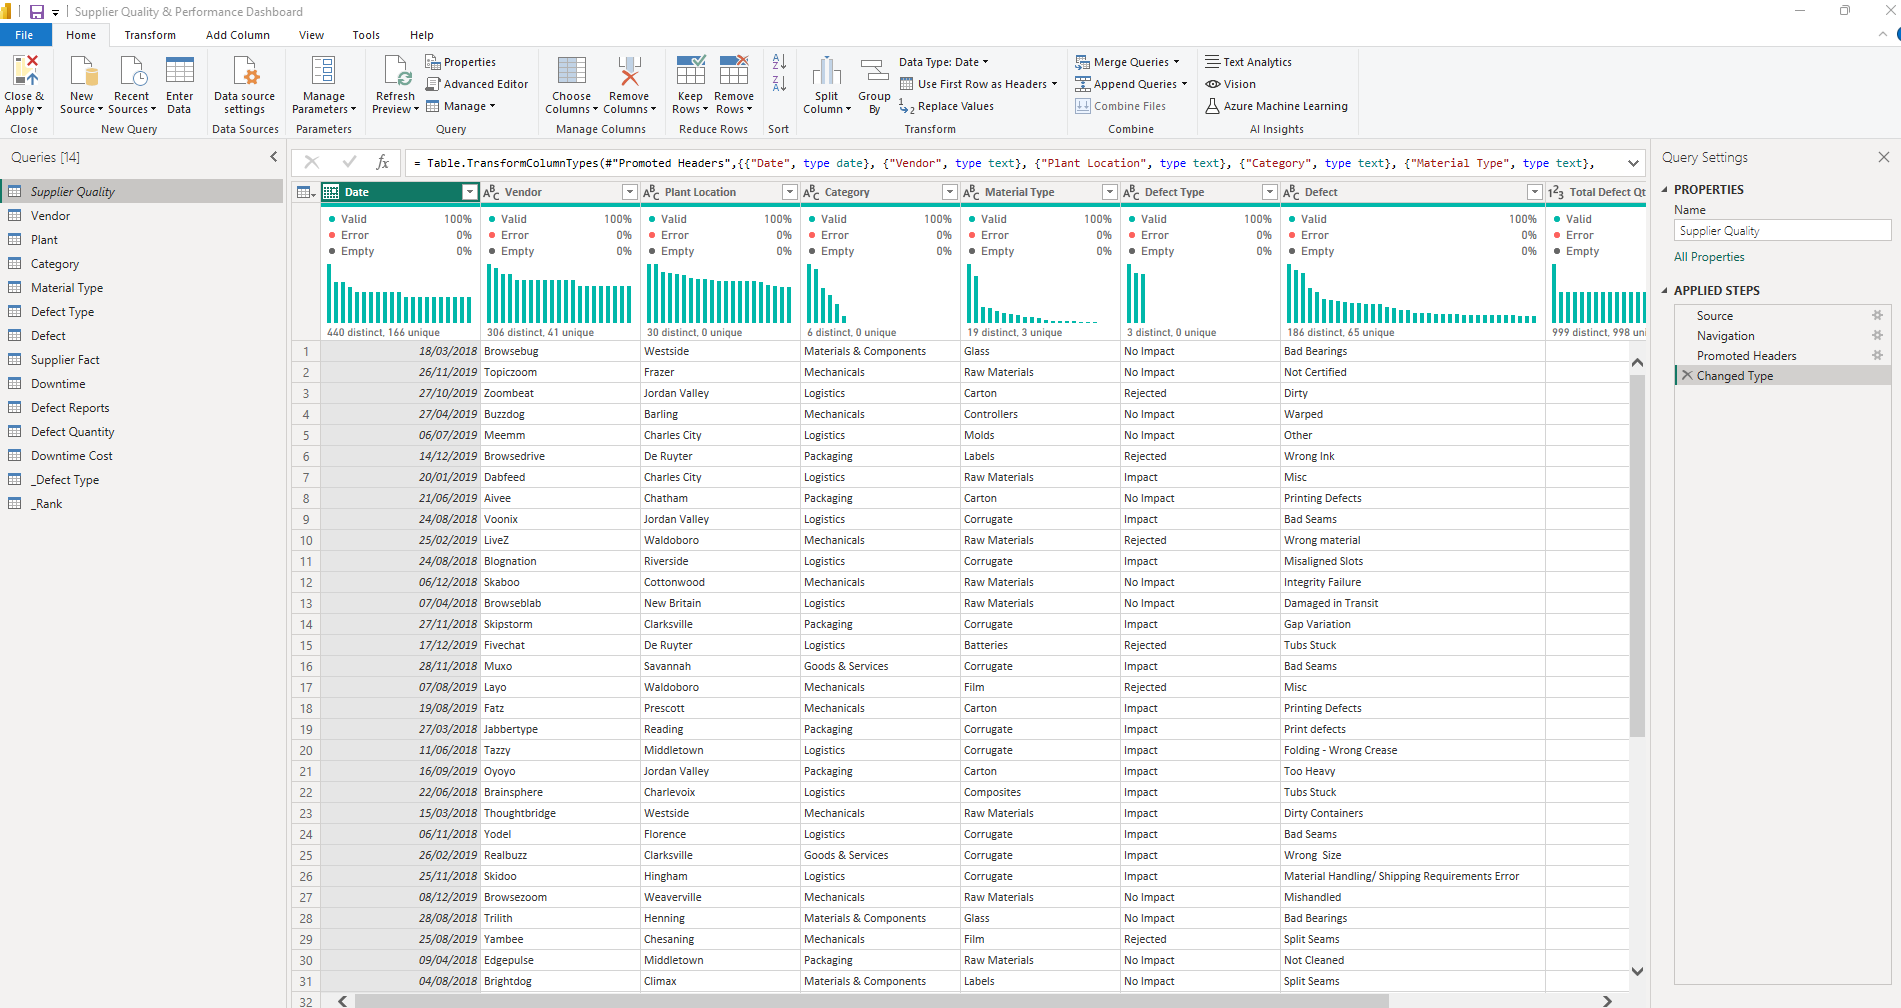 Supplier Quality & Performance Dashboard
File Home Transform Add Column View Tools Help
Close & Apply
New Source
Recent Sources
Enter Data
Data source settings
Manage Parameters
Refresh Preview
Properties
Advanced Editor
Manage
Choose Columns
Remove Columns
Keep Rows
Remove Rows
Split Column
Group By
Data Type: Date
Use First Row as Headers
Replace Values
Merge Queries
Append Queries
Combine Files
Text Analytics
Vision
Azure Machine Learning
Close New Query Data Sources Parameters Query Manage Columns Reduce Rows Sort Transform Combine AI Insights
Queries [14]
Supplier Quality
Vendor
Plant
Category
Material Type
Defect Type
Defect
Supplier Fact
Downtime
Defect Reports
Defect Quantity
Downtime Cost
_Defect Type
_Rank
fx
= Table.TransformColumnTypes(#"Promoted Headers",{{"Date", type date}, {"Vendor", type text}, {"Plant Location", type text}, {"Category", type text}, {"Material Type", type text},
Date ABC Vendor ABC Plant Location ABC Category ABC Material Type ABC Defect Type ABC Defect 123 Total Defect Qt
Valid 100% Valid 100% Valid 100% Valid 100% Valid 100% Valid 100% Valid 100% Valid
Error 0% Error 0% Error 0% Error 0% Error 0% Error 0% Error 0% Error
Empty 0% Empty 0% Empty 0% Empty 0% Empty 0% Empty 0% Empty 0% Empty
440 distinct, 166 unique 306 distinct, 41 unique 30 distinct, 0 unique 6 distinct, 0 unique 19 distinct, 3 unique 3 distinct, 0 unique 186 distinct, 65 unique 999 distinct, 998 uni
1 18/03/2018 Browsebug Westside Materials & Components Glass No Impact Bad Bearings
2 26/11/2019 Topiczoom Frazer Mechanicals Raw Materials No Impact Not Certified
3 27/10/2019 Zoombeat Jordan Valley Logistics Carton Rejected Dirty
4 27/04/2019 Buzzdog Barling Mechanicals Controllers No Impact Warped
5 06/07/2019 Meemm Charles City Logistics Molds No Impact Other
6 14/12/2019 Browsedrive De Ruyter Packaging Labels Rejected Wrong Ink
7 20/01/2019 Dabfeed Charles City Logistics Raw Materials Impact Misc
8 21/06/2019 Aivee Chatham Packaging Carton No Impact Printing Defects
9 24/08/2018 Voonix Jordan Valley Logistics Corrugate Impact Bad Seams
10 25/02/2019 LiveZ Waldoboro Mechanicals Raw Materials Rejected Wrong material
11 24/08/2018 Blognation Riverside Logistics Corrugate Impact Misaligned Slots
12 06/12/2018 Skaboo Cottonwood Mechanicals Raw Materials No Impact Integrity Failure
13 07/04/2018 Browseblab New Britain Logistics Raw Materials No Impact Damaged in Transit
14 27/11/2018 Skipstorm Clarksville Packaging Corrugate Impact Gap Variation
15 17/12/2019 Fivechat De Ruyter Logistics Batteries Rejected Tubs Stuck
16 28/11/2018 Muxo Savannah Goods & Services Corrugate Impact Bad Seams
17 07/08/2019 Layo Waldoboro Mechanicals Film Rejected Misc
18 19/08/2019 Fatz Prescott Mechanicals Carton Impact Printing Defects
19 27/03/2018 Jabbertype Reading Packaging Corrugate Impact Print defects
20 11/06/2018 Tazzy Middletown Logistics Corrugate Impact Folding - Wrong Crease
21 16/09/2019 Oyoyo Jordan Valley Packaging Carton Impact Too Heavy
22 22/06/2018 Brainsphere Charlevoix Logistics Composites Impact Tubs Stuck
23 15/03/2018 Thoughtbridge Westside Mechanicals Raw Materials Impact Dirty Containers
24 06/11/2018 Yodel Florence Logistics Corrugate Impact Bad Seams
25 26/02/2019 Realbuzz Clarksville Goods & Services Corrugate Impact Wrong Size
26 25/11/2018 Skidoo Hingham Logistics Corrugate Impact Material Handling/ Shipping Requirements Error
27 08/12/2019 Browsezoom Weaverville Mechanicals Raw Materials No Impact Mishandled
28 28/08/2018 Trilith Henning Materials & Components Glass No Impact Bad Bearings
29 25/08/2019 Yambee Chesaning Mechanicals Film Rejected Split Seams
30 09/04/2018 Edgepulse Middletown Packaging Raw Materials No Impact Not Cleaned
31 04/08/2018 Brightdog Climax Materials & Components Labels No Impact Split Seams
32
Query Settings
PROPERTIES
Name
Supplier Quality
All Properties
APPLIED STEPS
Source
Navigation
Promoted Headers
Changed Type